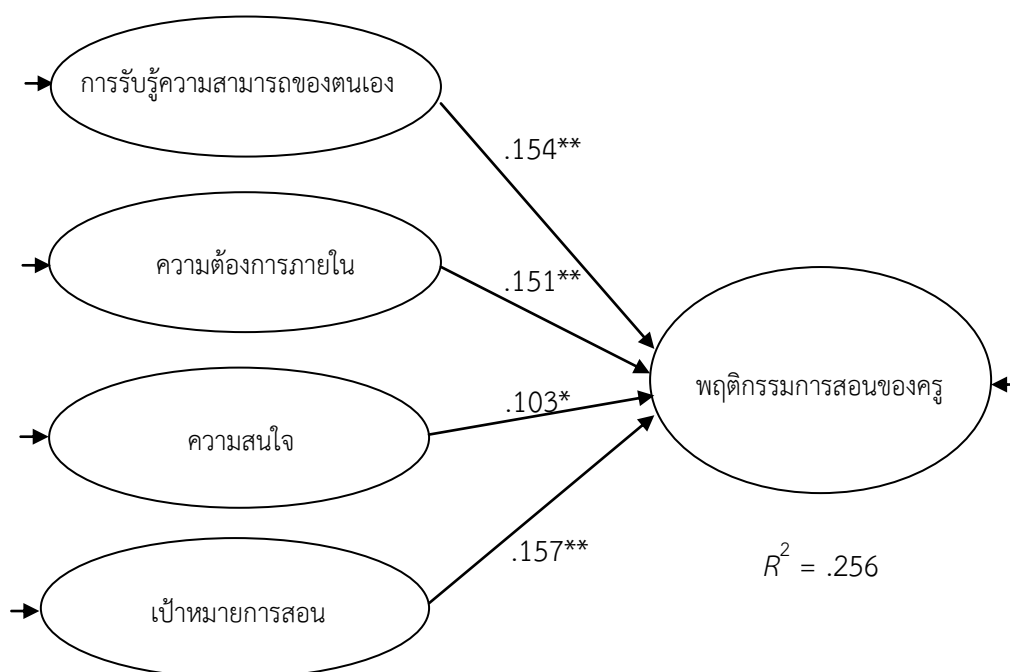 การรับรู้ความสามารถของตนเอง
.154**
ความต้องการภายใน
.151**
พฤติกรรมการสอนของครู
.103*
ความสนใจ
.157**
R² = .256
เป้าหมายการสอน